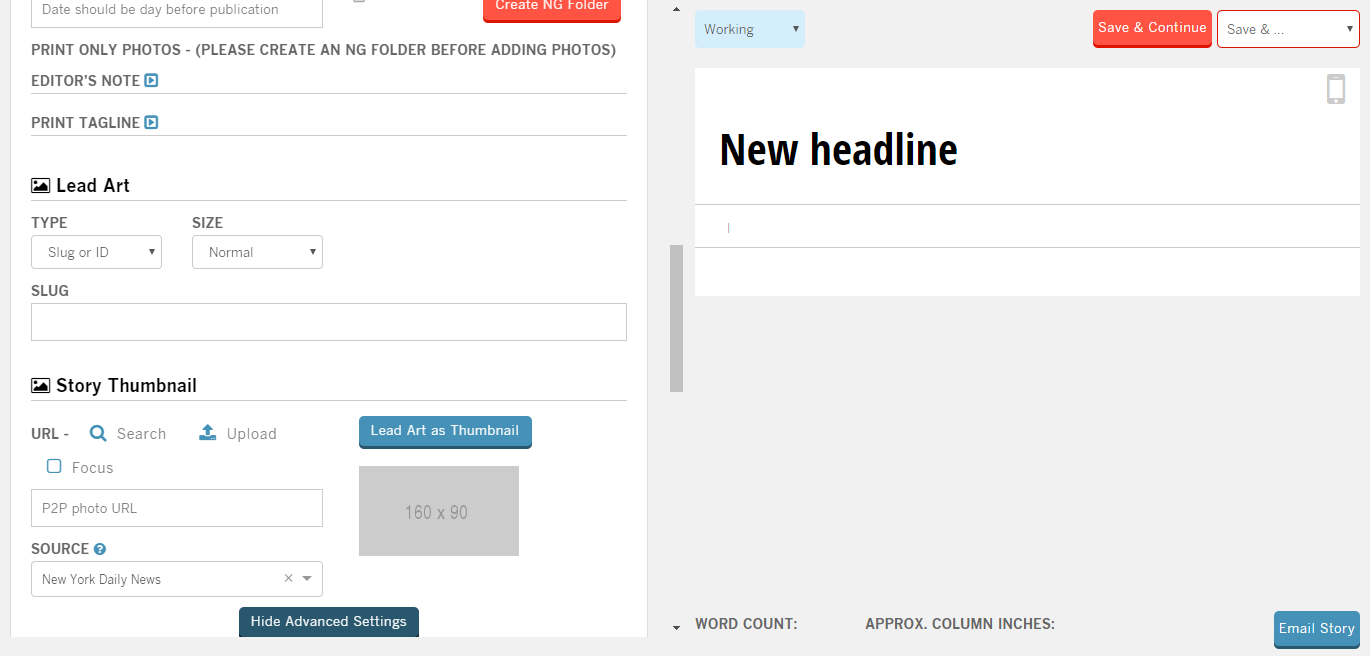 Date should be day before publication
Create NG Folder
PRINT ONLY PHOTOS - (PLEASE CREATE AN NG FOLDER BEFORE ADDING PHOTOS)
EDITOR'S NOTE
PRINT TAGLINE
Lead Art
TYPE SIZE
Slug or ID Normal
SLUG
Story Thumbnail
URL - Search Upload
Lead Art as Thumbnail
Focus
P2P photo URL
160 x 90
SOURCE ?
New York Daily News ×
Hide Advanced Settings
Working
Save & Continue
Save & ...
New headline
WORD COUNT: APPROX. COLUMN INCHES:
Email Story